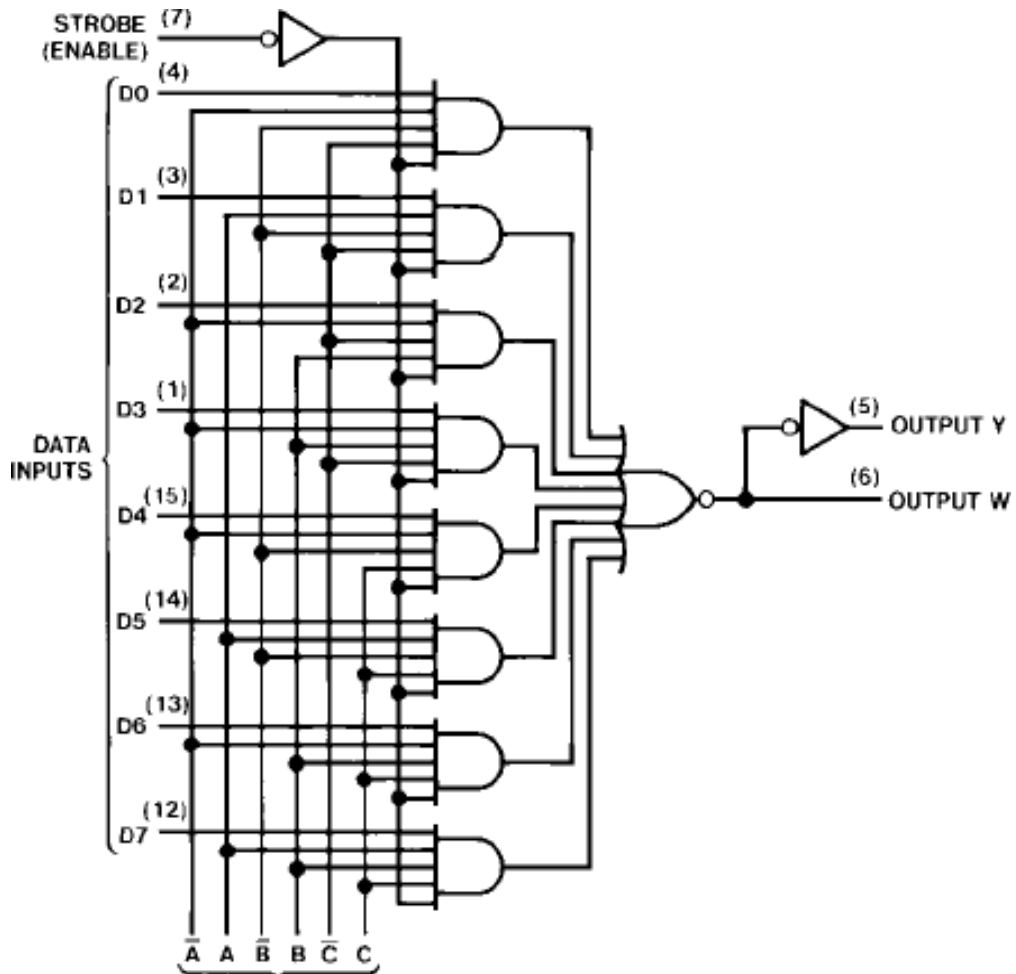 STROBE (7)
(ENABLE)
(4)
D0
(3)
D1
(2)
D2
(1)
D3
DATA
INPUTS
(15)
D4
(14)
D5
(13)
D6
(12)
D7
(5)
OUTPUT Y
(6)
OUTPUT W
A̅ A B̅ B C̅ C